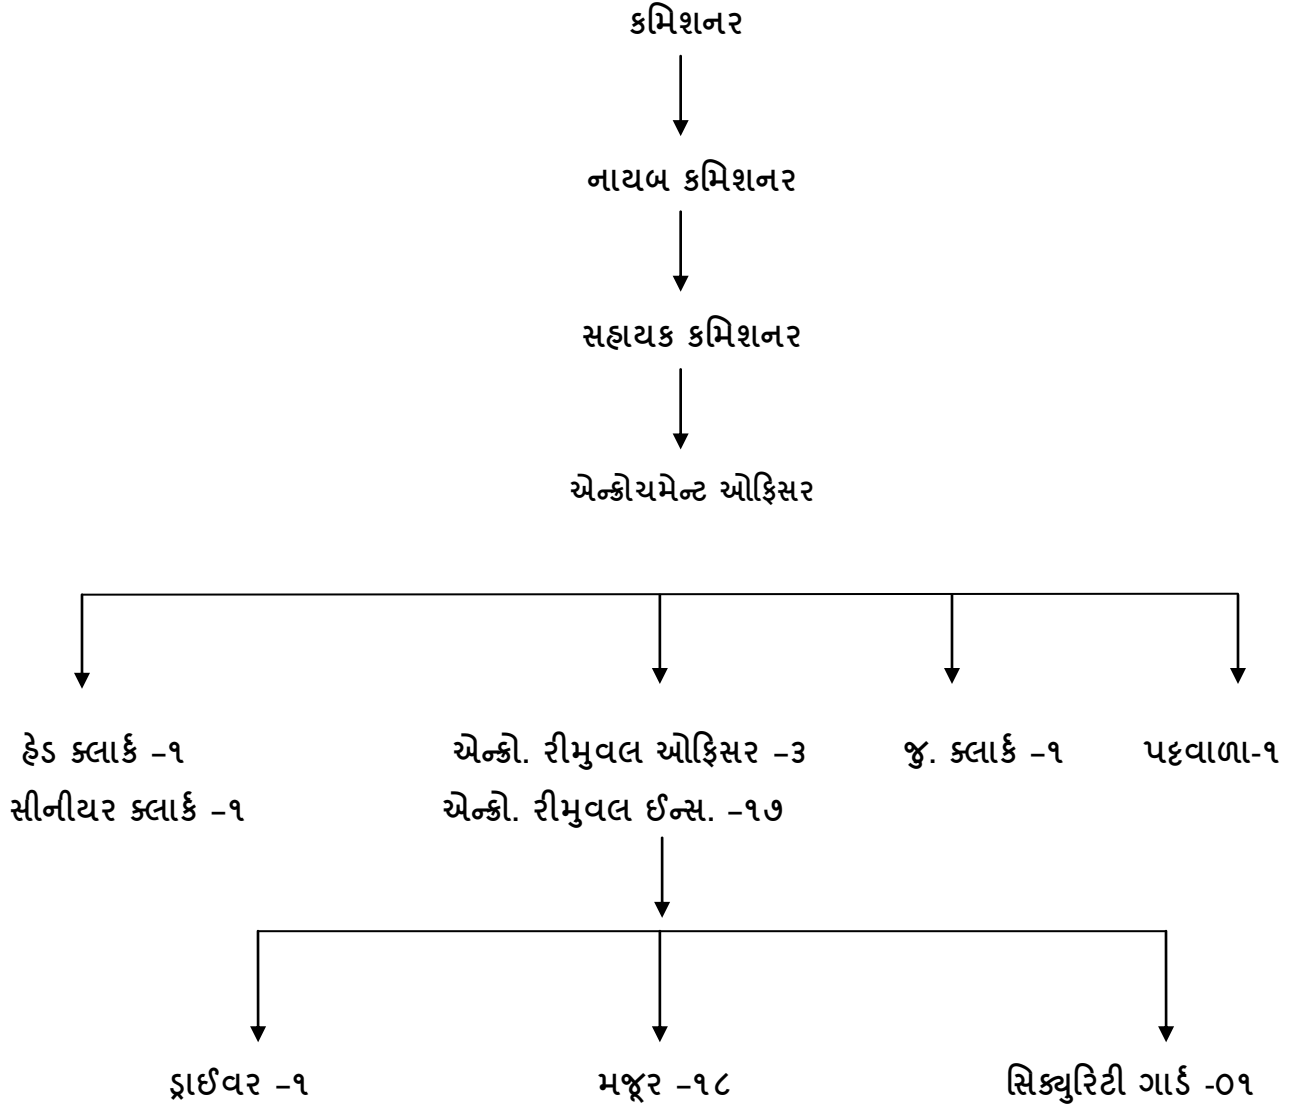 કમિશનર
નાયબ કમિશનર
સહાયક કમિશનર
એન્ક્રોચમેન્ટ ઓફિસર
હેડ ક્લાર્ક –૧
એન્ક્રો. રીમુવલ ઓફિસર –૩
જુ. ક્લાર્ક –૧
પટ્ટવાળા-૧
સીનીયર ક્લાર્ક –૧
એન્ક્રો. રીમુવલ ઈન્સ. –૧૭
ડ્રાઈવર –૧
મજૂર –૧૮
સિક્યુરિટી ગાર્ડ -૦૧